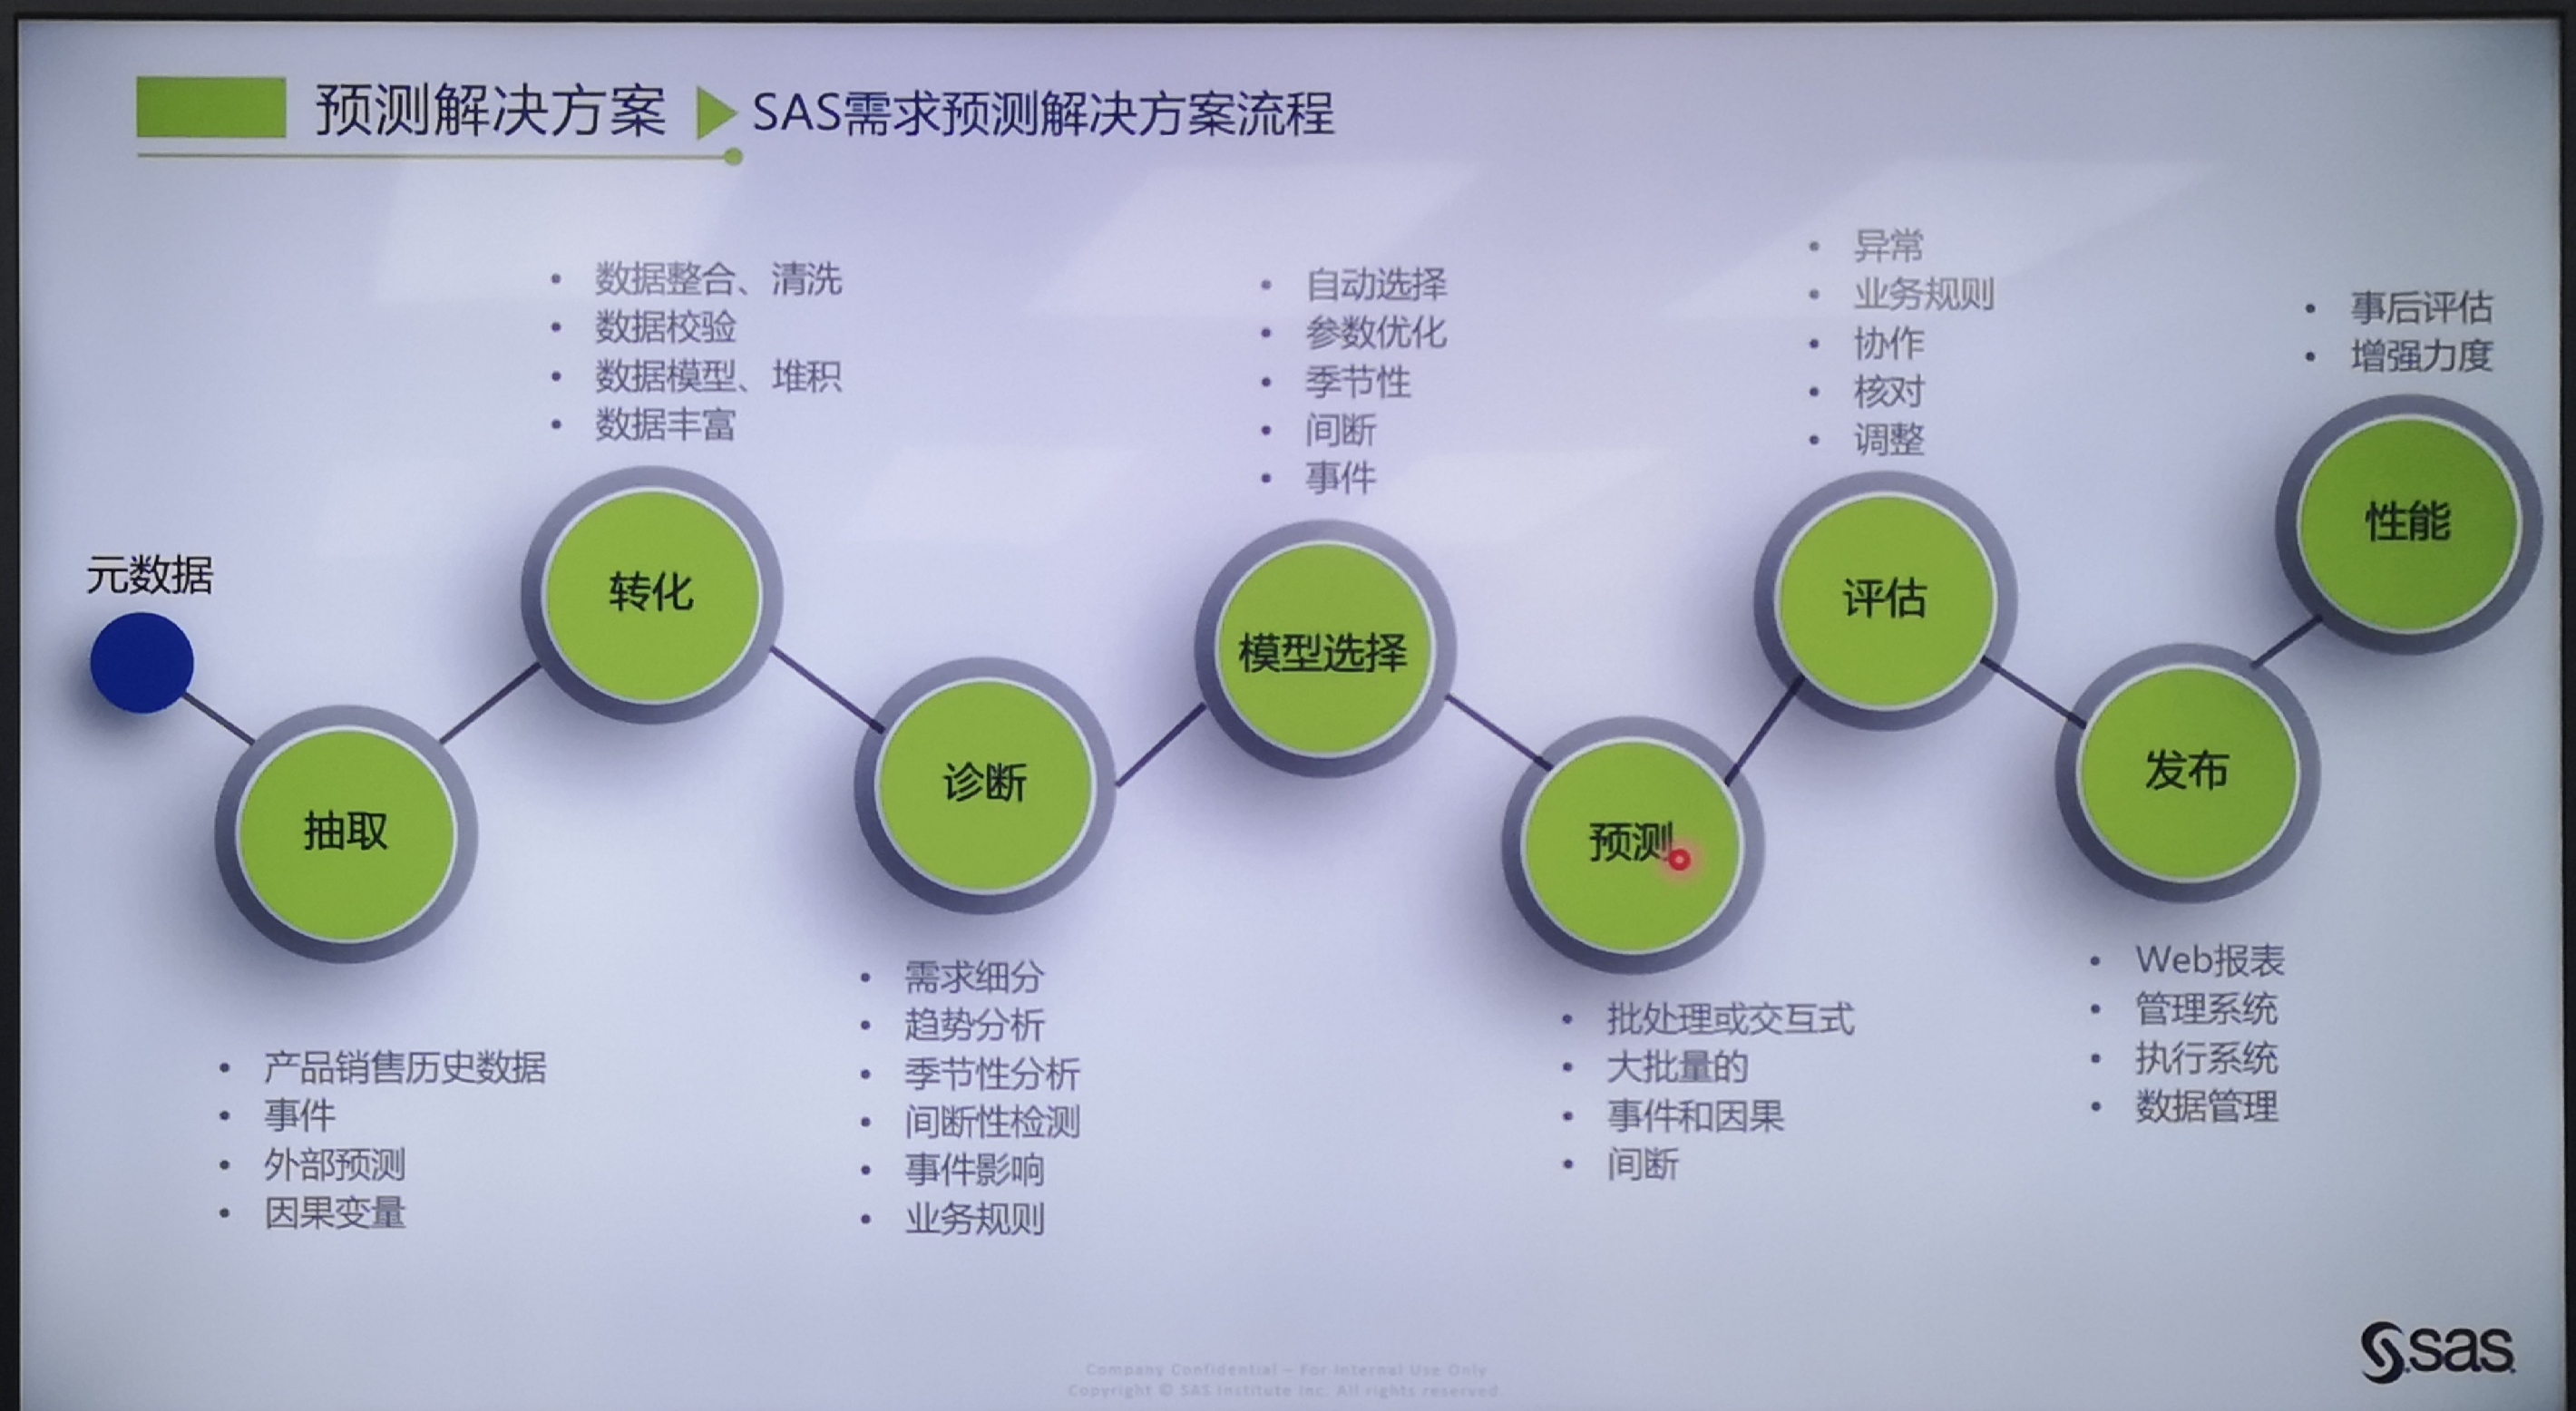 预测解决方案 SAS需求预测解决方案流程
元数据
抽取
产品销售历史数据
事件
外部预测
因果变量
数据整合、清洗
数据校验
数据模型、堆积
数据丰富
转化
诊断
需求细分
趋势分析
季节性分析
间断性检测
事件影响
业务规则
自动选择
参数优化
季节性
间断
事件
模型选择
预测
批处理或交互式
大批量的
事件和因果
间断
异常
业务规则
协作
核对
调整
评估
发布
Web报表
管理系统
执行系统
数据管理
事后评估
增强力度
性能
Company Confidential – For Internal Use Only
Copyright © SAS Institute Inc. All rights reserved.
sas